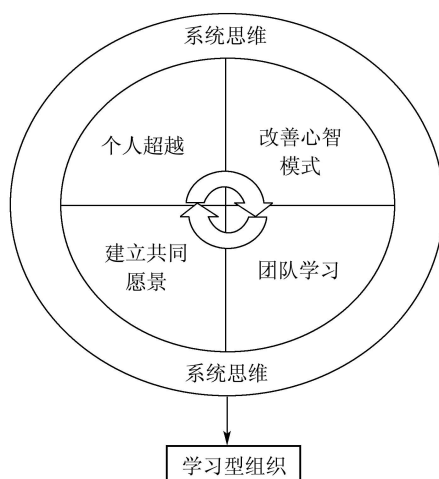 系统思维
个人超越
改善心智
模式
建立共同
愿景
团队学习
系统思维
学习型组织